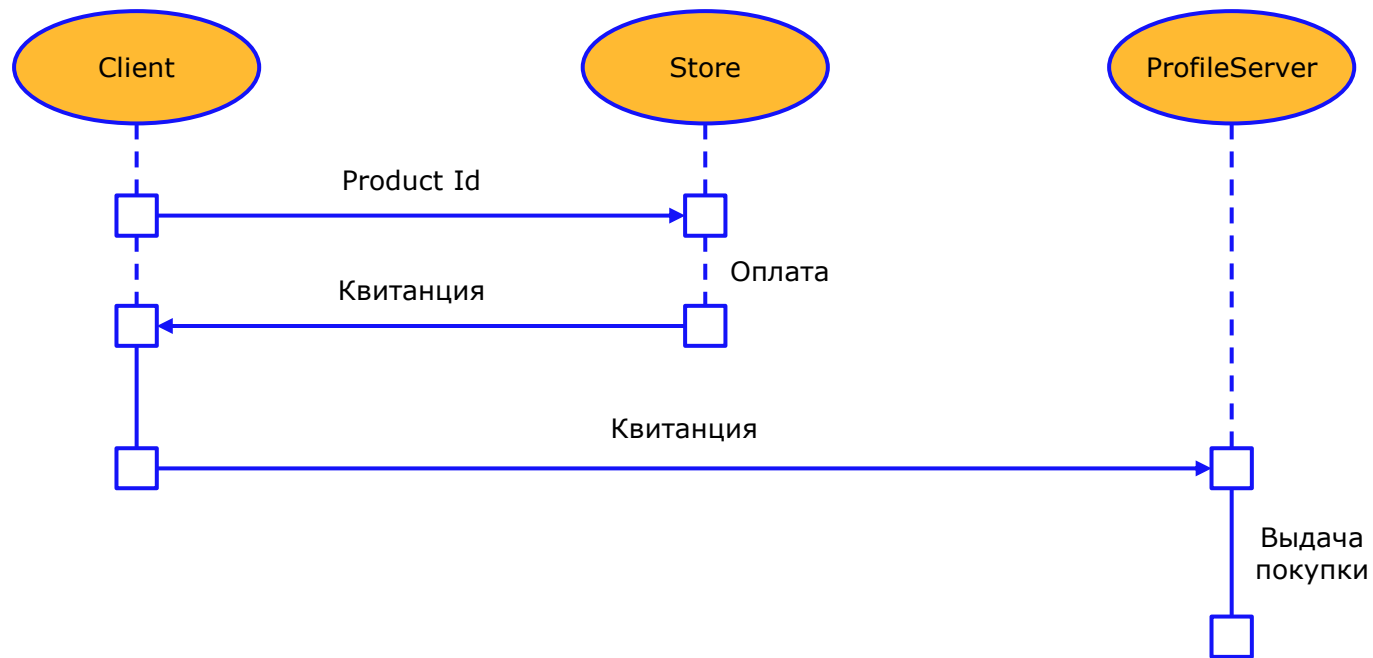 Client
Store
ProfileServer
Product Id
Оплата
Квитанция
Квитанция
Выдача
покупки